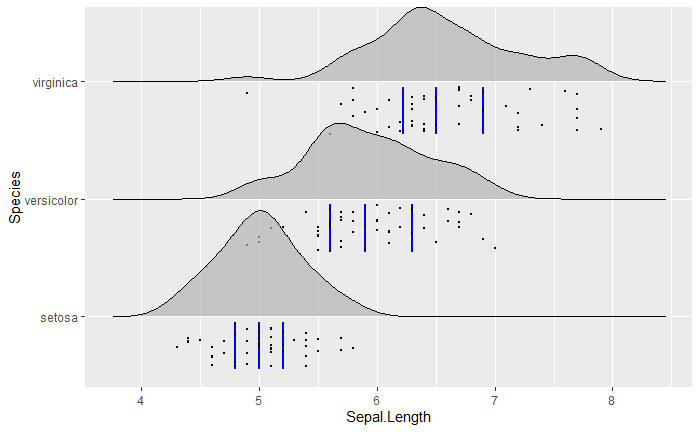 virginica
versicolor
setosa
Species
4 5 6 7 8
Sepal.Length